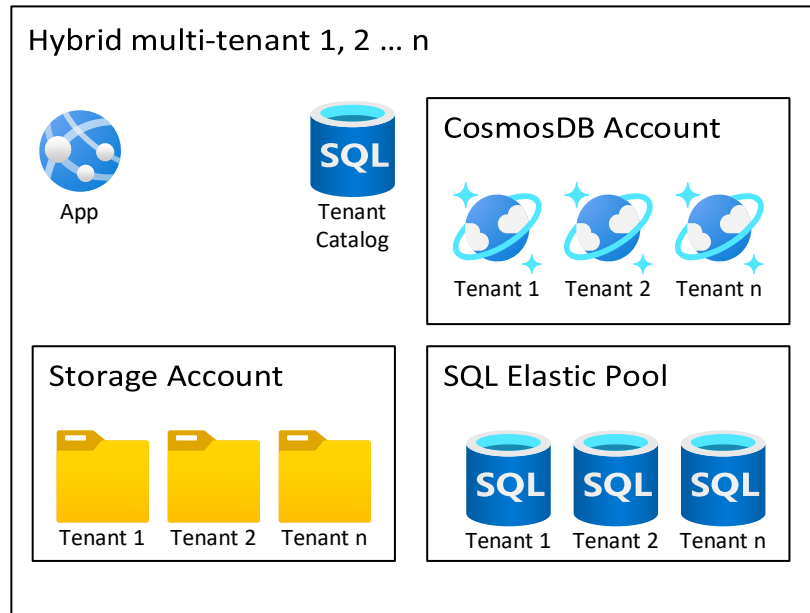 Hybrid multi-tenant 1, 2 ... n
App
SQL
Tenant
Catalog
CosmosDB Account
Tenant 1
Tenant 2
Tenant n
Storage Account
Tenant 1
Tenant 2
Tenant n
SQL Elastic Pool
SQL
SQL
SQL
Tenant 1
Tenant 2
Tenant n